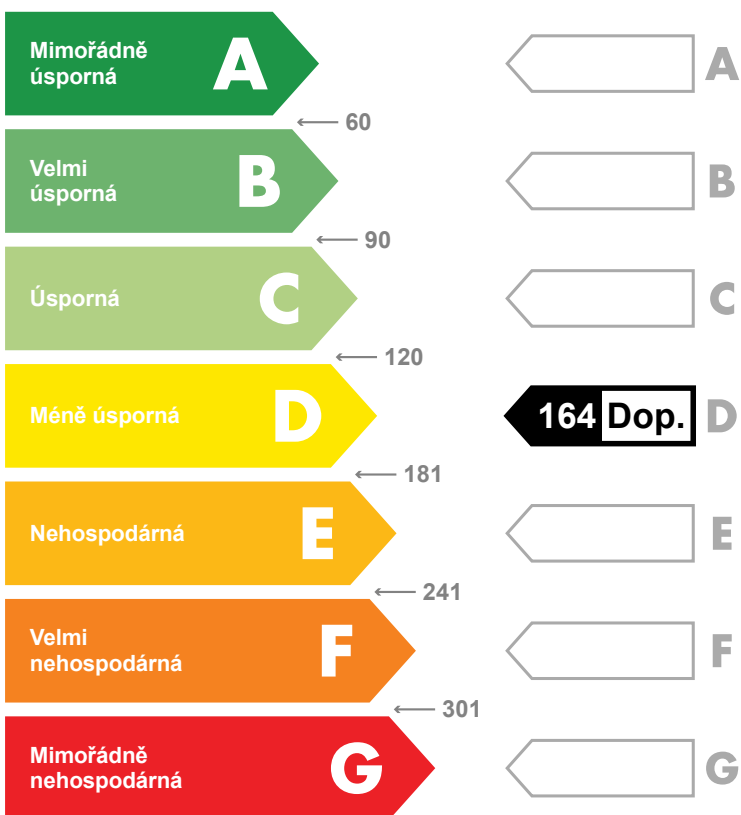 Mimořádně
úsporná
A
A
60
Velmi
úsporná
B
B
90
Úsporná
C
C
120
Méně úsporná
D
164 Dop.
D
181
Nehospodárná
E
E
241
Velmi
nehospodárná
F
F
301
Mimořádně
nehospodárná
G
G